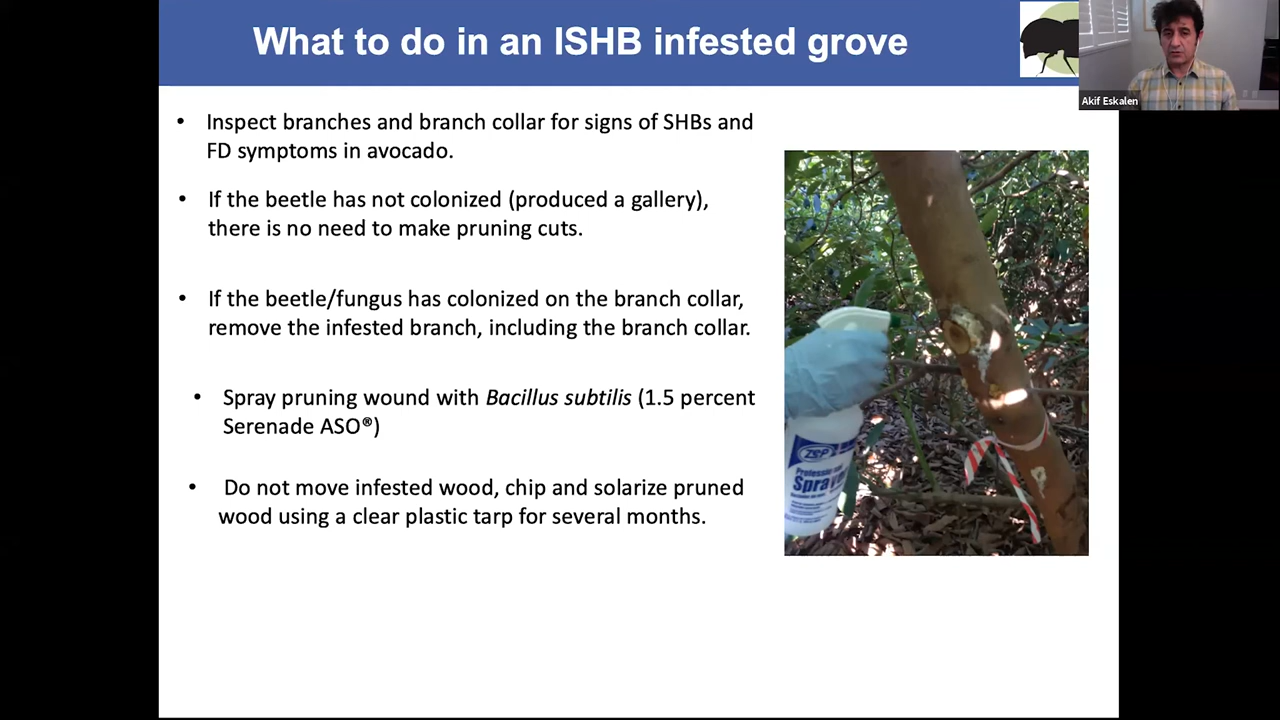 What to do in an ISHB infested grove
Akif Eskalen
• Inspect branches and branch collar for signs of SHBs and
FD symptoms in avocado.
• If the beetle has not colonized (produced a gallery),
there is no need to make pruning cuts.
• If the beetle/fungus has colonized on the branch collar,
remove the infested branch, including the branch collar.
• Spray pruning wound with Bacillus subtilis (1.5 percent
Serenade ASO®)
• Do not move infested wood, chip and solarize pruned
wood using a clear plastic tarp for several months.
ZEP